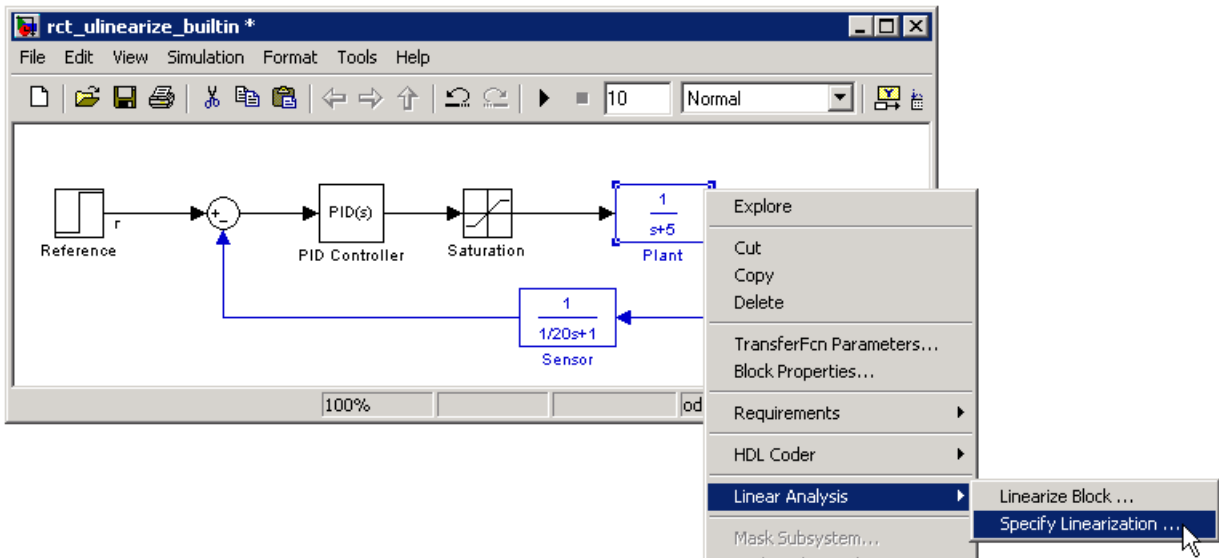 rct_ulinearize_builtin *
File Edit View Simulation Format Tools Help
10 Normal
1
PID(s)
s+5
r
Reference
PID Controller
Saturation
Plant
1
1/20s+1
Sensor
100%
od
Explore
Cut
Copy
Delete
TransferFcn Parameters...
Block Properties...
Requirements
HDL Coder
Linear Analysis
Linearize Block ...
Specify Linearization ...
Mask Subsystem...